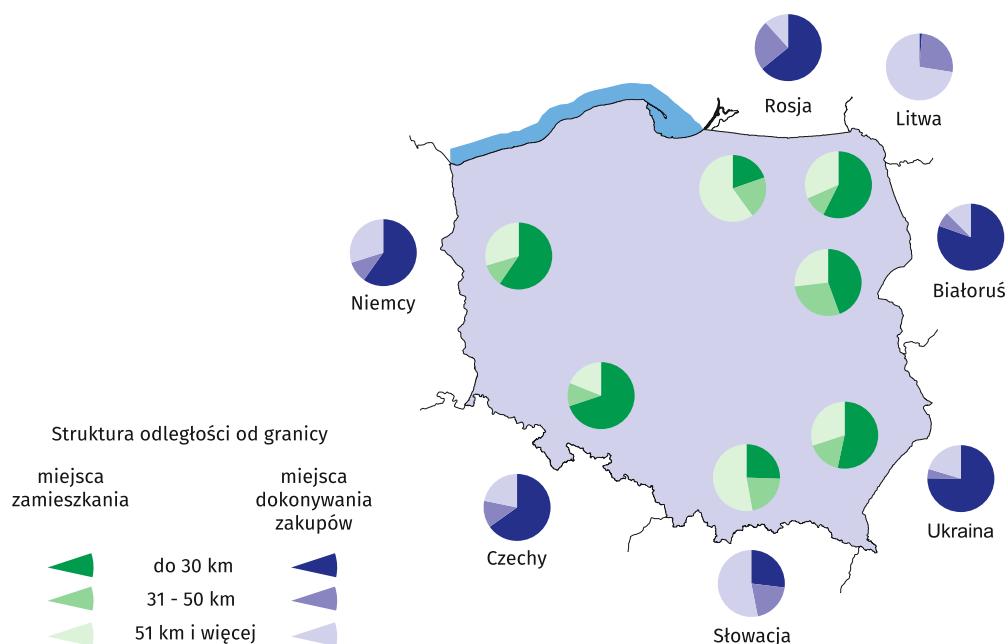 Rosja
Litwa
Niemcy
Białoruś
Struktura odległości od granicy
miejsca
zamieszkania
miejsca
dokonywania
zakupów
Czechy
Ukraina
do 30 km
31 - 50 km
51 km i więcej
Słowacja